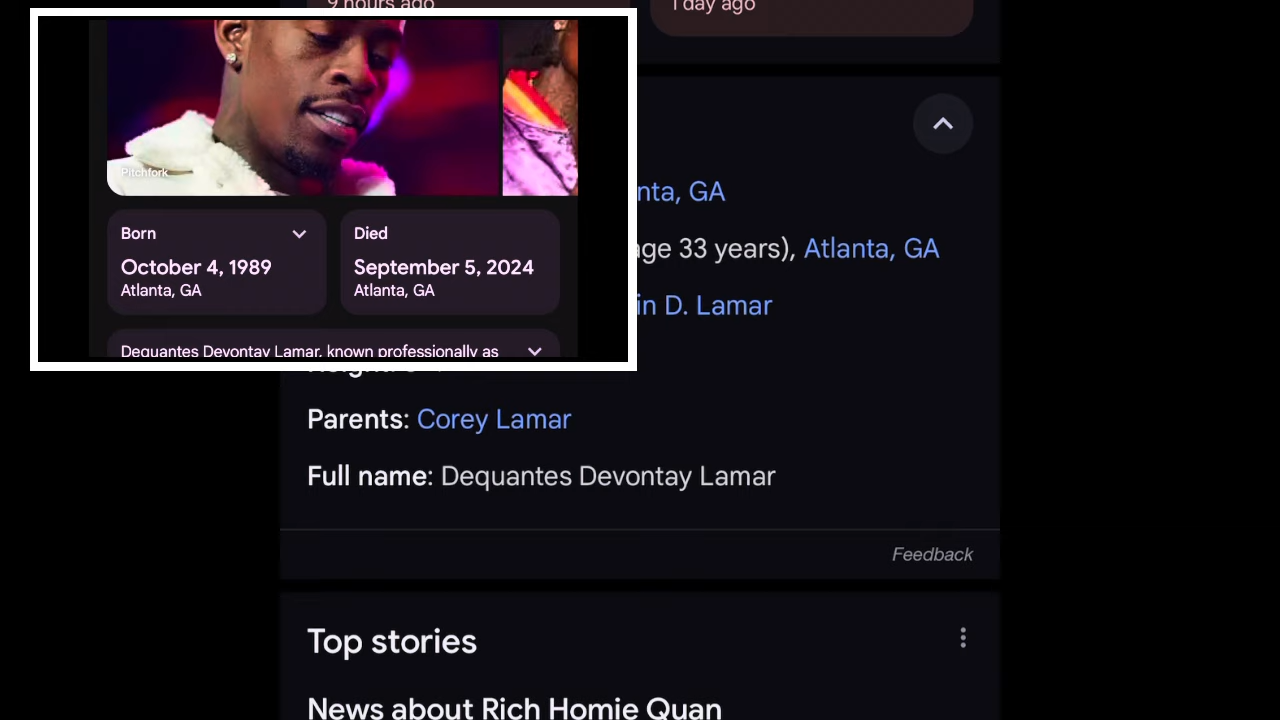 9 hours ago
1 day ago
Pitchfork
Born
October 4, 1989
Atlanta, GA
Died
September 5, 2024
Atlanta, GA
Dequantes Devontay Lamar, known professionally as
nta, GA
age 33 years), Atlanta, GA
in D. Lamar
Parents: Corey Lamar
Full name: Dequantes Devontay Lamar
Feedback
Top stories
News about Rich Homie Quan